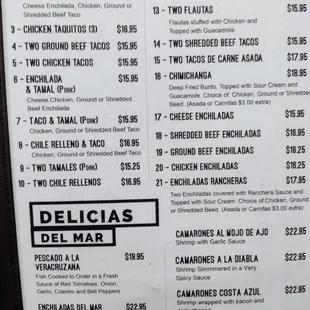 Cheese Enchilada, Chicken, Ground or
Shredded Beef Taco
3 - CHICKEN TAQUITOS (3) $16.95
4 - TWO GROUND BEEF TACOS $15.95
5 - TWO CHICKEN TACOS $15.95
6 - ENCHILADA $15.95
& TAMAL (PORK)
Cheese, Chicken, Ground or Shredded
Beef Enchilada
7 - TACO & TAMAL (PORK) $15.95
Chicken, Ground or Shredded Beef Taco
8 - CHILE RELLENO & TACO $16.95
Chicken, Ground or Shredded Beef Taco
9 - TWO TAMALES (PORK) $15.25
10 - TWO CHILE RELLENOS $16.95
DELICIAS
DEL MAR
PESCADO A LA $19.95
VERACRUZANA
Fish Cooked to Order in a Fresh
Sauce of Red Tomatoes, Onion,
Garlic, Cilantro and Bell Peppers
ENCHILADAS DEL MAR $22.95
13 - TWO FLAUTAS $15.95
Flautas stuffed with Chicken and
Topped with Guacamole
14 - TWO SHREDDED BEEF TACOS $15.95
15 - TWO TACOS DE CARNE ASADA $17.95
16 - CHIMICHANGA $18.95
Deep Fried Burito, Topped with Sour Cream and
Guacamole. Choice of: Chicken, Ground or Shredded
Beef. (Asada or Carnitas $3.00 extra)
17 - CHEESE ENCHILADAS $15.95
18 - SHREDDED BEEF ENCHILADAS $16.95
19 - GROUND BEEF ENCHILADAS $16.25
20 - CHICKEN ENCHILADAS $16.25
21 - ENCHILADAS RANCHERAS $17.95
Two Enchiladas covered with Ranchera Sauce and
Topped with Sour Cream. Choice of Chicken, Ground
or Shredded Beef. (Asada or Carnitas $3.00 extra)
CAMARONES AL MOJO DE AJO $22.95
Shrimp with Garlic Sauce
CAMARONES A LA DIABLA $22.95
Shrimp Simmmered in a Very
Spicy Sauce
CAMARONES COSTA AZUL $22.95
Shrimp wrapped with bacon and